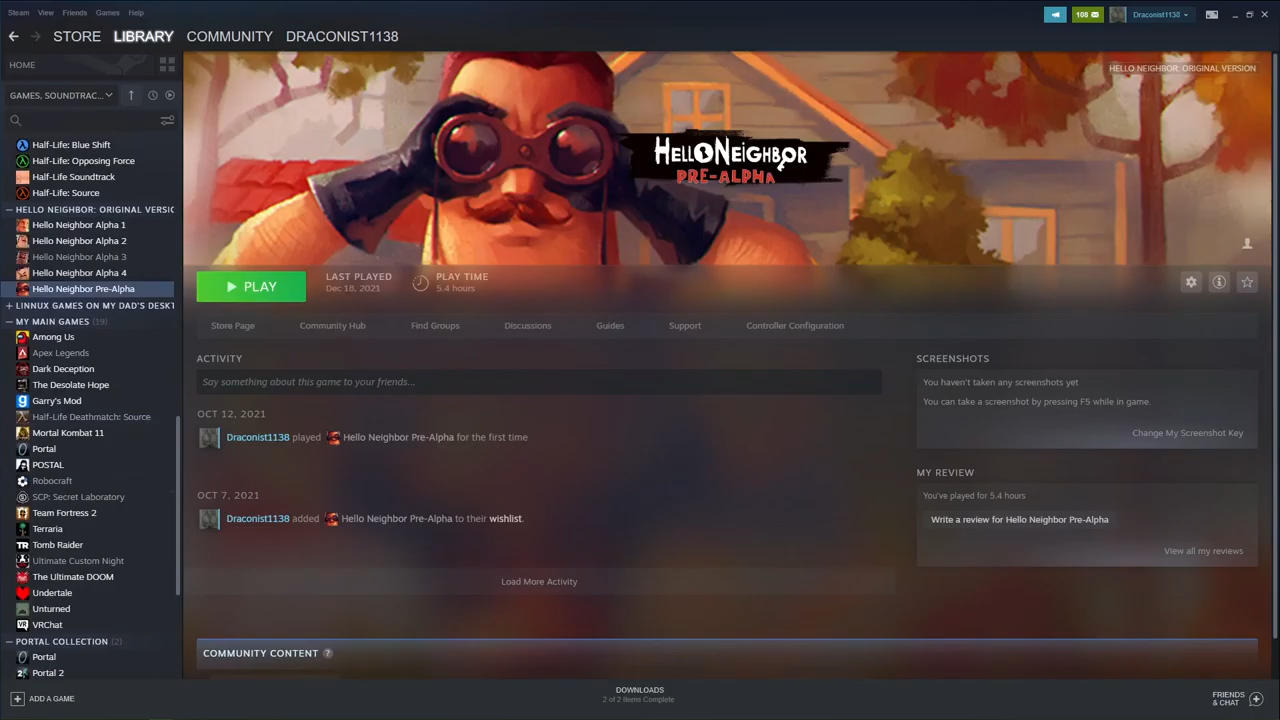 Steam View Friends Games Help
108 Draconist1138
STORE LIBRARY COMMUNITY DRACONIST1138
HOME
GAMES, SOUNDTRAC...
Half-Life: Blue Shift
Half-Life: Opposing Force
Half-Life Soundtrack
Half-Life: Source
HELLO NEIGHBOR: ORIGINAL VERSIC
Hello Neighbor Alpha 1
Hello Neighbor Alpha 2
Hello Neighbor Alpha 3
Hello Neighbor Alpha 4
Hello Neighbor Pre-Alpha
LINNUX GAMES ON MY DAD'S DESKT
MY MAIN GAMES (19)
Among Us
Apex Legends
Dark Deception
The Desolate Hope
Garry's Mod
Half-Life Deathmatch: Source
Mortal Kombat 11
Portal
POSTAL
Robocraft
SCP: Secret Laboratory
Team Fortress 2
Terraria
Tomb Raider
Ultimate Custom Night
The Ultimate DOOM
Undertale
Unturned
VRChat
PORTAL COLLECTION (2)
Portal
Portal 2
ADD A GAME
HELLO NEIGHBOR: ORIGINAL VERSION
HELLO NEIGHBOR
PRE-ALPHA
PLAY
LAST PLAYED
Dec 18, 2021
PLAY TIME
5.4 hours
Store Page Community Hub Find Groups Discussions Guides Support Controller Configuration
ACTIVITY
Say something about this game to your friends...
OCT 12, 2021
Draconist1138 played Hello Neighbor Pre-Alpha for the first time
OCT 7, 2021
Draconist1138 added Hello Neighbor Pre-Alpha to their wishlist.
Load More Activity
SCREENSHOTS
You haven't taken any screenshots yet
You can take a screenshot by pressing F5 while in game.
Change My Screenshot Key
MY REVIEW
You've played for 5.4 hours
Write a review for Hello Neighbor Pre-Alpha
View all my reviews
COMMUNITY CONTENT ?
DOWNLOADS
2 of 2 Items Complete
FRIENDS
& CHAT